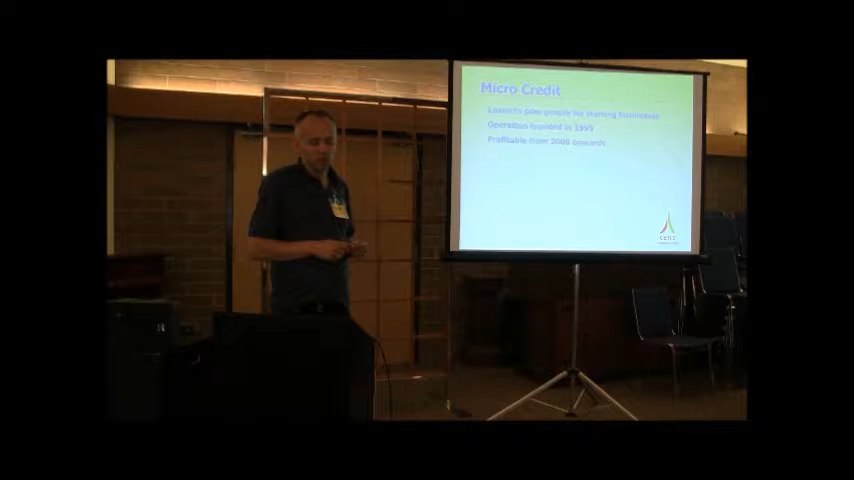 Micro Credit
Loans to poor people for starting businesses
Operation founded in 1999
Profitable from 2000 onwards